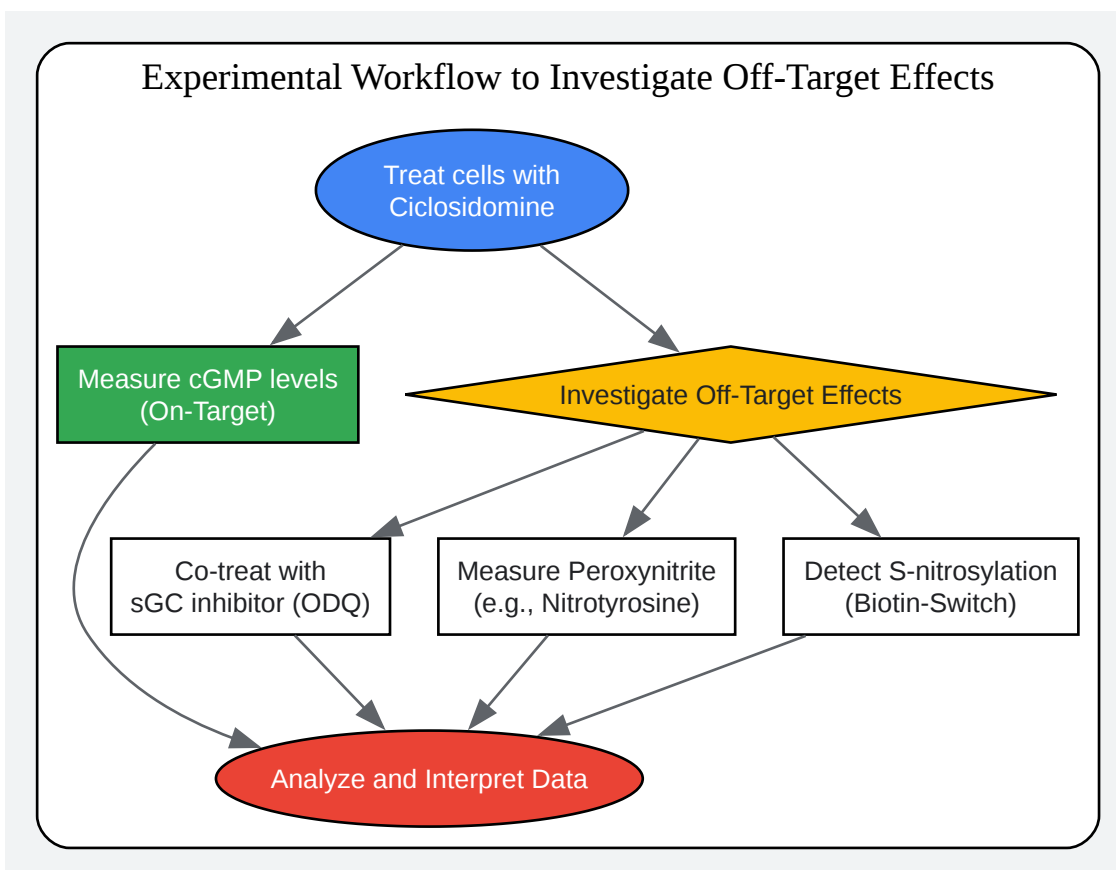 Experimental Workflow to Investigate Off-Target Effects
Treat cells with
Ciclosidomine
Measure cGMP levels
(On-Target)
Investigate Off-Target Effects
Co-treat with
sGC inhibitor (ODQ)
Measure Peroxynitrite
(e.g., Nitrotyrosine)
Detect S-nitrosylation
(Biotin-Switch)
Analyze and Interpret Data